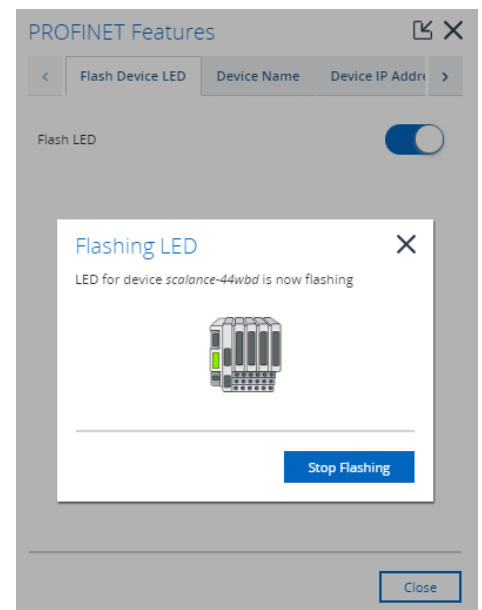 PROFINET Features
Flash Device LED Device Name Device IP Addre
Flash LED
Flashing LED
LED for device scalance-44wbd is now flashing
Stop Flashing
Close